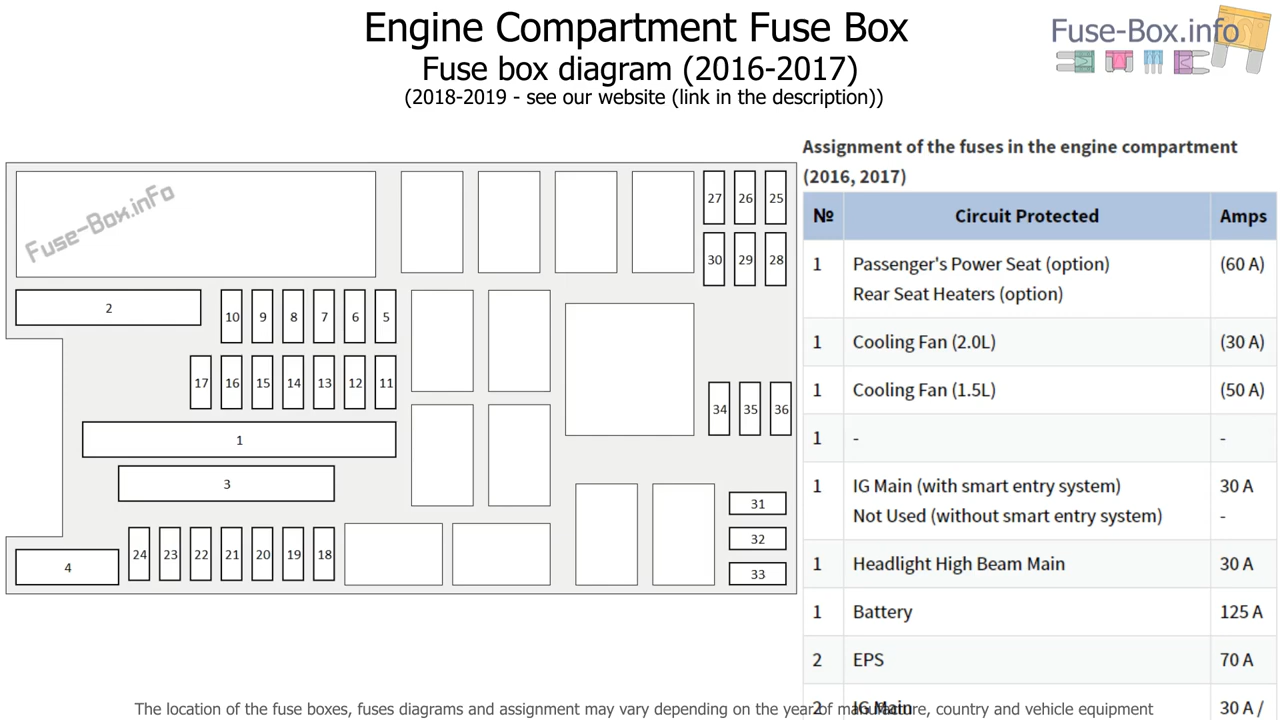 Engine Compartment Fuse Box
Fuse box diagram (2016-2017)
(2018-2019 - see our website (link in the description))
Fuse-Box.info
Fuse-Box.inFo
27 26 25
30 29 28
2
10 9 8 7 6 5
17 16 15 14 13 12 11
34 35 36
1
3
31
32
33
24 23 22 21 20 19 18
4
Assignment of the fuses in the engine compartment
(2016, 2017)
№ Circuit Protected Amps
1 Passenger's Power Seat (option) (60 A)
Rear Seat Heaters (option)
1 Cooling Fan (2.0L) (30 A)
1 Cooling Fan (1.5L) (50 A)
1 - -
1 IG Main (with smart entry system) 30 A
Not Used (without smart entry system) -
1 Headlight High Beam Main 30 A
1 Battery 125 A
2 EPS 70 A
2 IG Main 30 A /
The location of the fuse boxes, fuses diagrams and assignment may vary depending on the year of manufacture, country and vehicle equipment